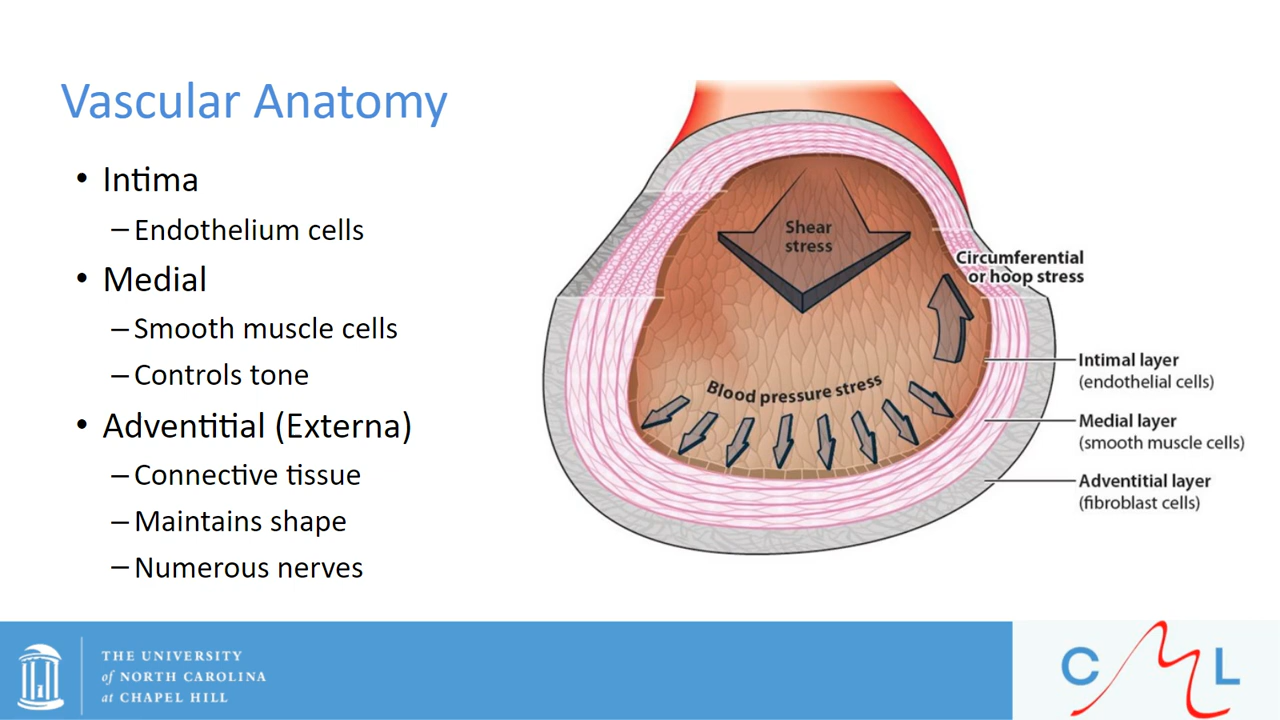 Vascular Anatomy
• Intima
– Endothelium cells
• Medial
– Smooth muscle cells
– Controls tone
• Adventitial (Externa)
– Connective tissue
– Maintains shape
– Numerous nerves
Shear
stress
Circumferential
or hoop stress
Blood pressure stress
Intimal layer
(endothelial cells)
Medial layer
(smooth muscle cells)
Adventitial layer
(fibroblast cells)
THE UNIVERSITY
of NORTH CAROLINA
at CHAPEL HILL
CML